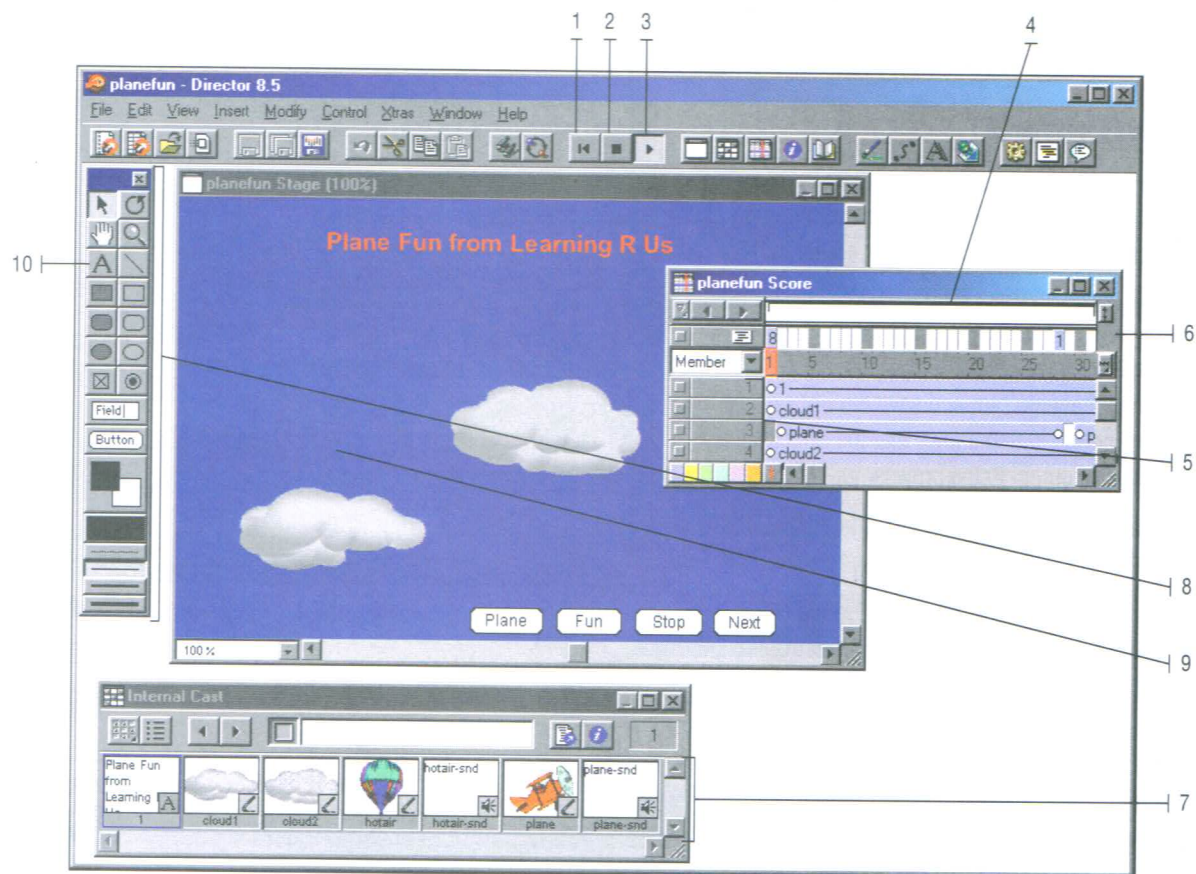 1 2 3 4
planefun - Director 8.5
File Edit View Insert Modify Control Xtras Window Help
planefun Stage (100%)
Plane Fun from Learning R Us
10
planefun Score
6
8 1
Member 1 5 10 15 20 25 30
1 1
2 cloud1
3 plane p
4 cloud2
5
Field
Button
8
Plane Fun Stop Next
100 %
9
Internal Cast
1
Plane Fun
from
Learning
hotair-snd
plane-snd
1 cloud1 cloud2 hotair hotair-snd plane plane-snd
7